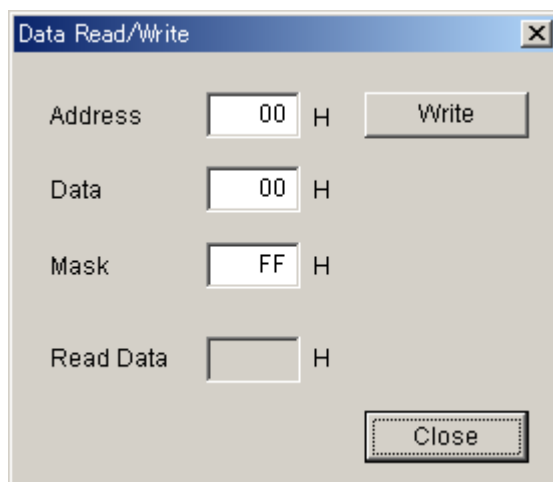 Data Read/Write
Address 00 H Write
Data 00 H
Mask FF H
Read Data H
Close